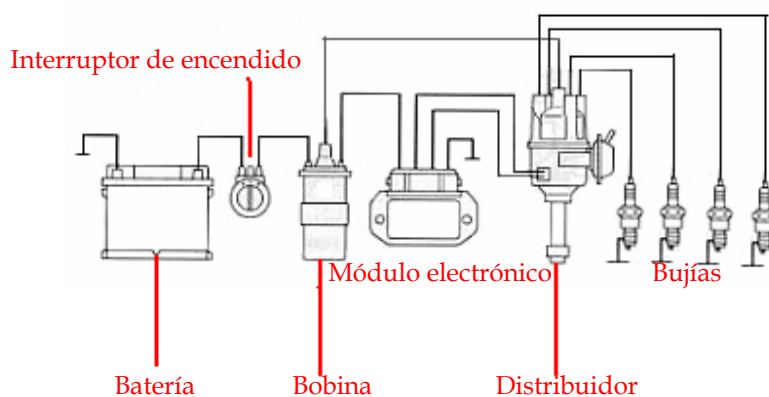 Interruptor de encendido
Módulo electrónico
Bujías
Batería
Bobina
Distribuidor